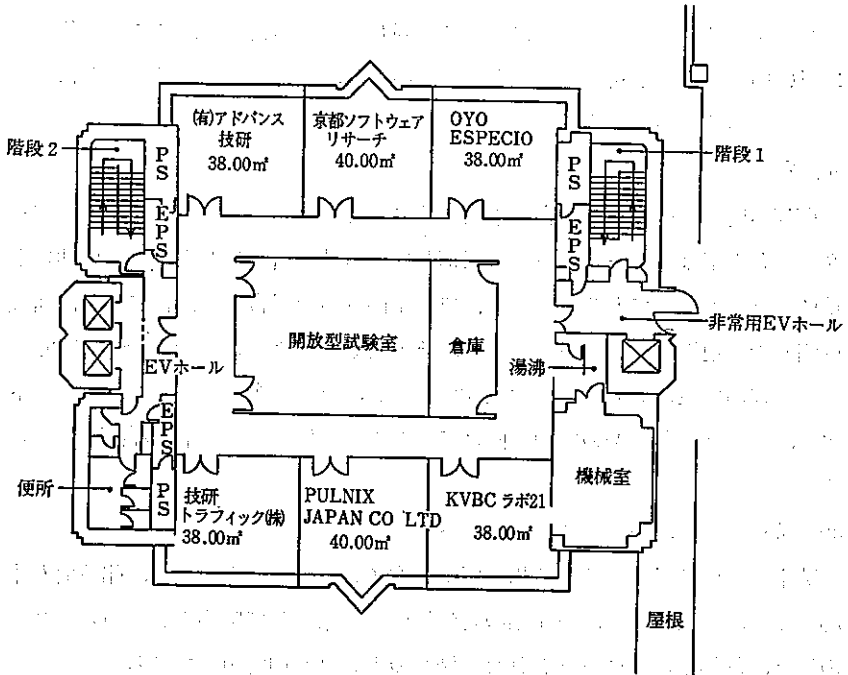 (有)アドバンス
技研
38.00㎡
京都ソフトウェア
リサーチ
40.00㎡
OYO
ESPECIO
38.00㎡
階段2
PS
EPS
PS
EPS
階段1
開放型試験室
倉庫
EVホール
湯沸
非常用EVホール
EPS
PS
便所
技研
トラフィック(株)
38.00㎡
PULNIX
JAPAN CO LTD
40.00㎡
KVBC ラボ21
38.00㎡
機械室
屋根